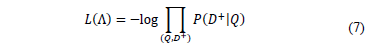 L(Λ) = −log ∏ P(D⁺|Q) (7)
(Q,D⁺)